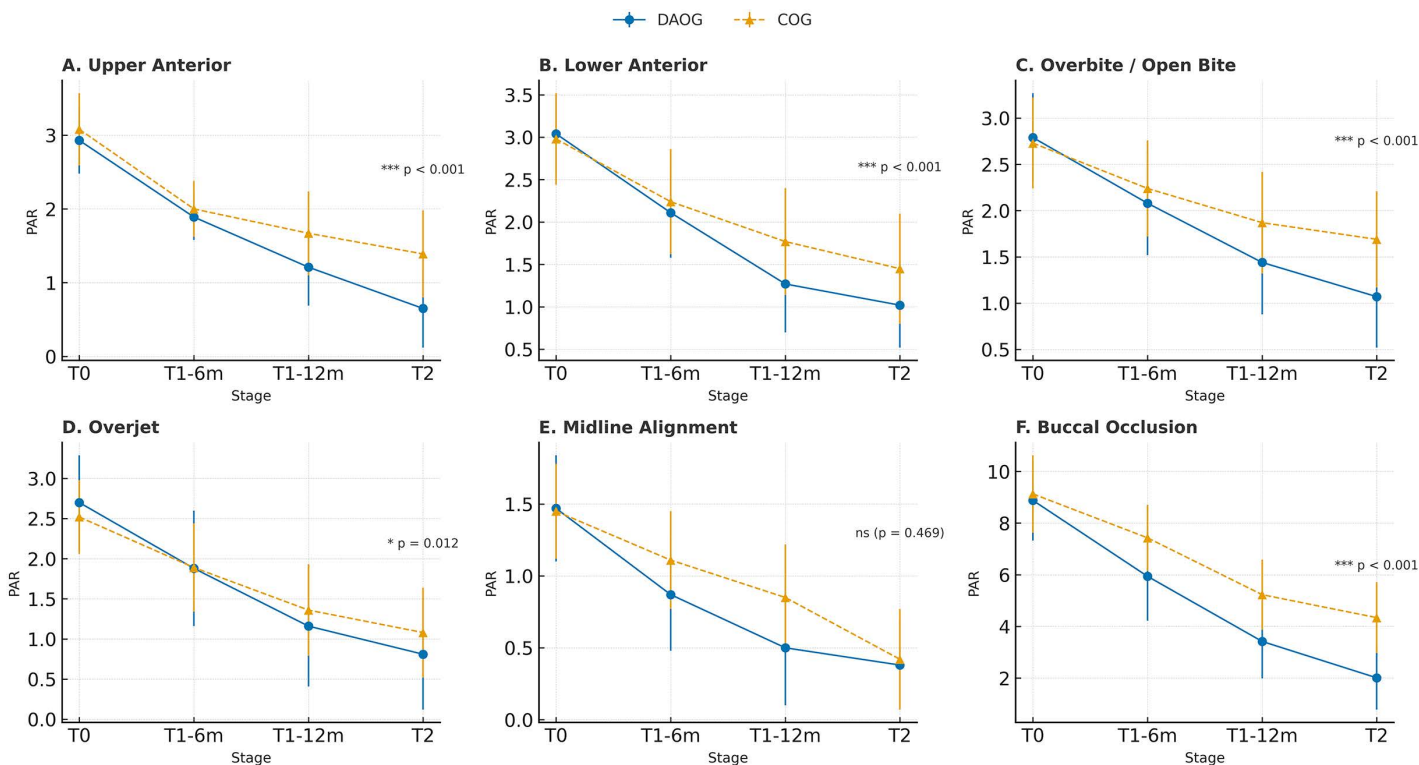 DAOG COG
A. Upper Anterior
PAR
3
2
1
0
*** p < 0.001
T0 T1-6m T1-12m T2
Stage
B. Lower Anterior
PAR
3.5
3.0
2.5
2.0
1.5
1.0
0.5
*** p < 0.001
T0 T1-6m T1-12m T2
Stage
C. Overbite / Open Bite
PAR
3.0
2.5
2.0
1.5
1.0
0.5
*** p < 0.001
T0 T1-6m T1-12m T2
Stage
D. Overjet
PAR
3.0
2.5
2.0
1.5
1.0
0.5
0.0
* p = 0.012
T0 T1-6m T1-12m T2
Stage
E. Midline Alignment
PAR
1.5
1.0
0.5
0.0
ns (p = 0.469)
T0 T1-6m T1-12m T2
Stage
F. Buccal Occlusion
PAR
10
8
6
4
2
*** p < 0.001
T0 T1-6m T1-12m T2
Stage